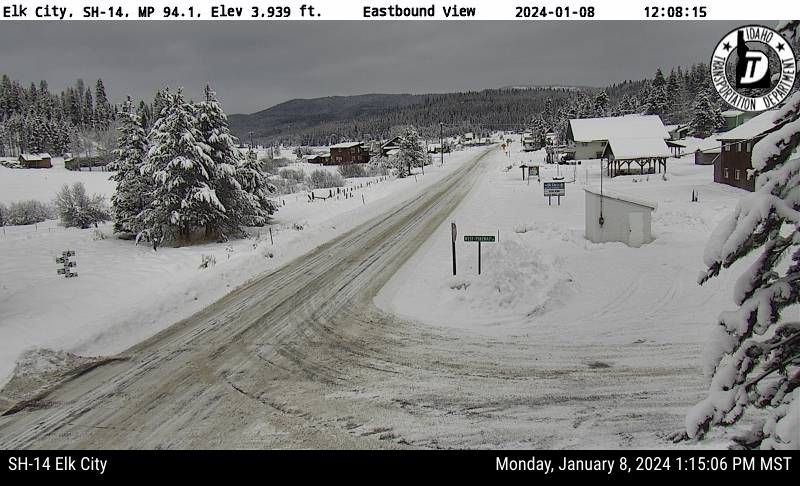 Elk City, SH-14, MP 94.1, Elev 3,939 ft. Eastbound View 2024-01-08 12:08:15
IDAHO
TRANSPORTATION DEPARTMENT
SH-14 Elk City Monday, January 8, 2024 1:15:06 PM MST